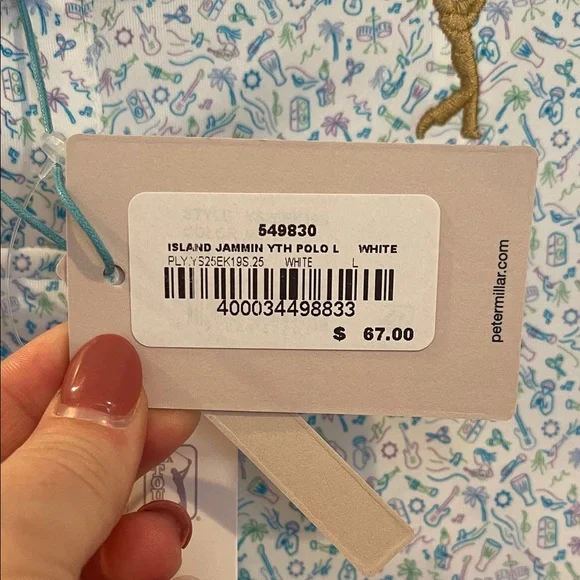 549830
ISLAND JAMMIN YTH POLO L WHITE
PLY.YS25EK19S.25 WHITE L
400034498833
$ 67.00
petermillar.com